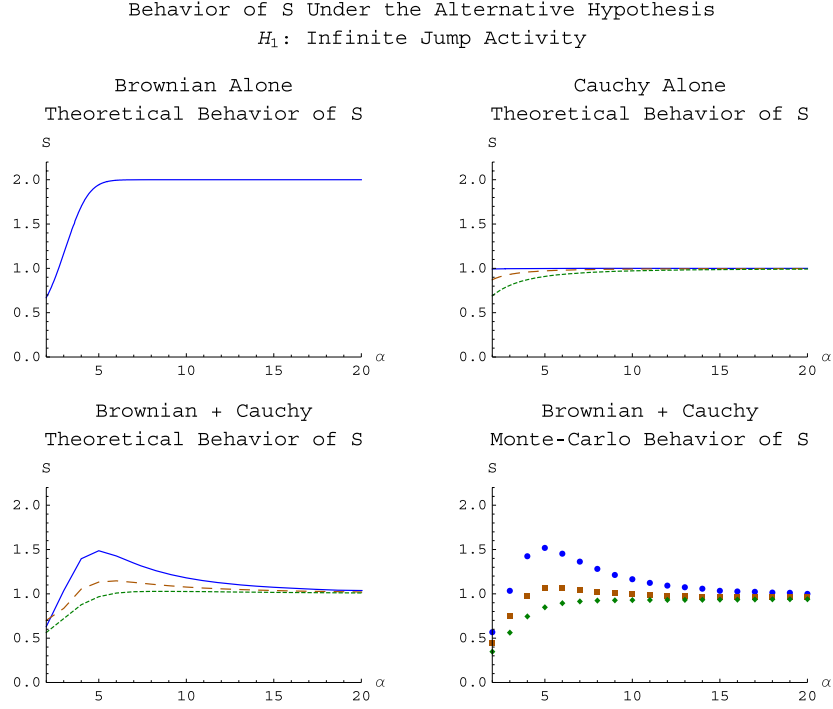 Behavior of S Under the Alternative Hypothesis
H₁: Infinite Jump Activity
Brownian Alone
Theoretical Behavior of S
S
2.0
1.5
1.0
0.5
0.0
5 10 15 20 α
Cauchy Alone
Theoretical Behavior of S
S
2.0
1.5
1.0
0.5
0.0
5 10 15 20 α
Brownian + Cauchy
Theoretical Behavior of S
S
2.0
1.5
1.0
0.5
0.0
5 10 15 20 α
Brownian + Cauchy
Monte-Carlo Behavior of S
S
2.0
1.5
1.0
0.5
0.0
5 10 15 20 α